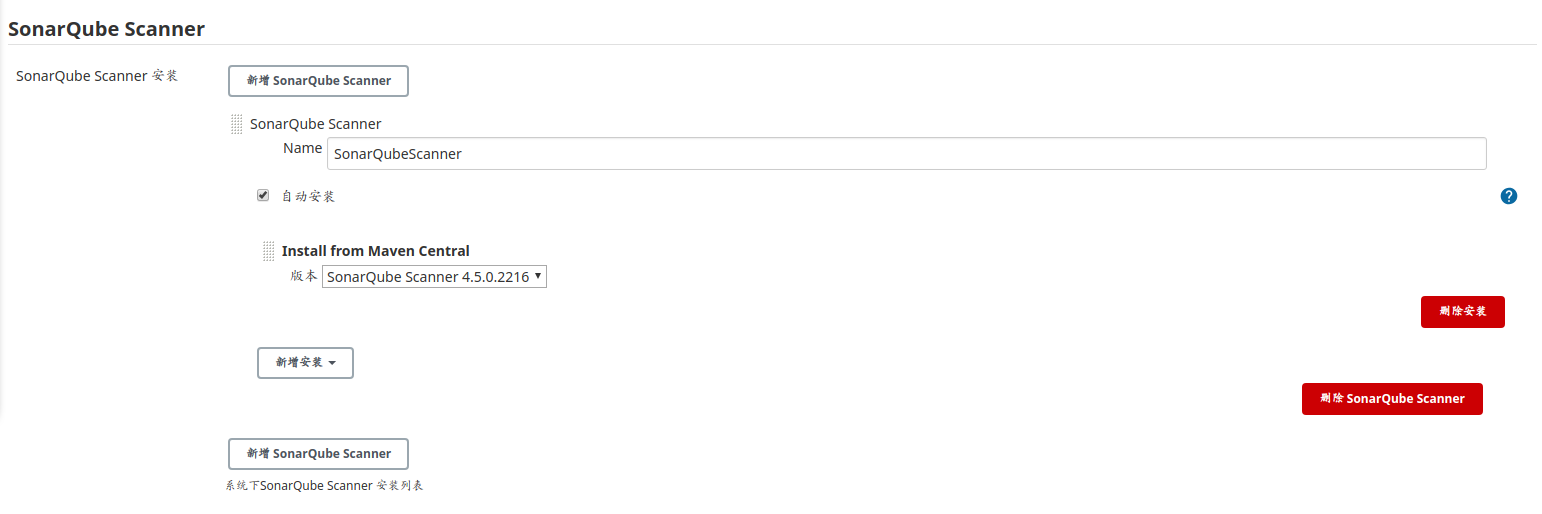 SonarQube Scanner
SonarQube Scanner 安装
新增 SonarQube Scanner
SonarQube Scanner
Name SonarQubeScanner
自动安装
Install from Maven Central
版本 SonarQube Scanner 4.5.0.2216
删除安装
新增安装
删除 SonarQube Scanner
新增 SonarQube Scanner
系统下SonarQube Scanner 安装列表